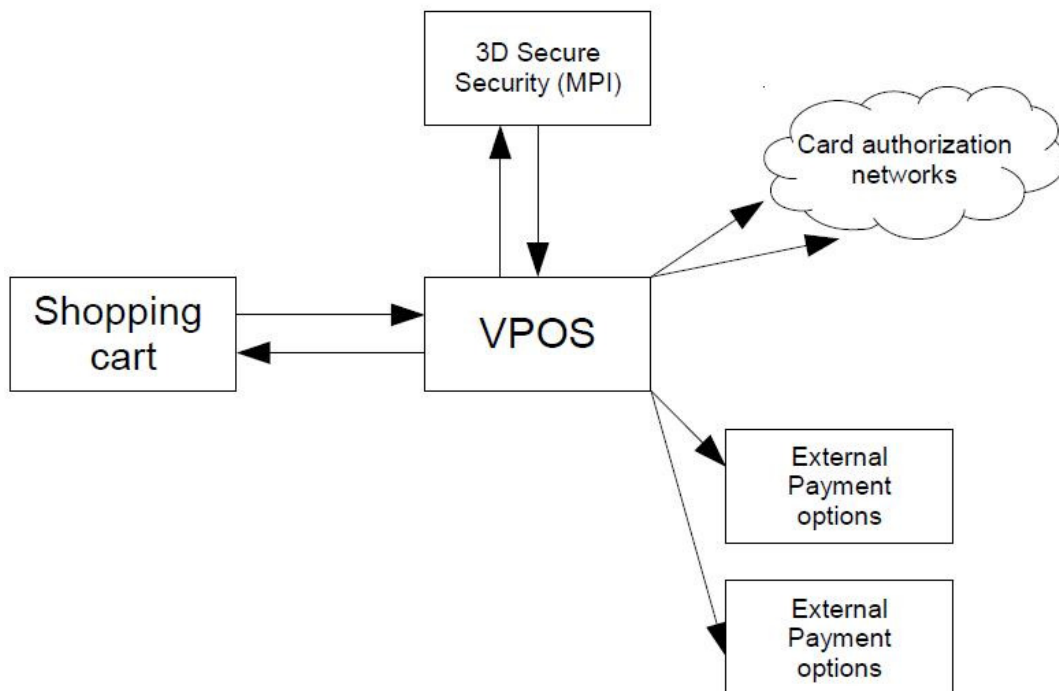 3D Secure
Security (MPI)
Card authorization
networks
Shopping
cart
VPOS
External
Payment
options
External
Payment
options